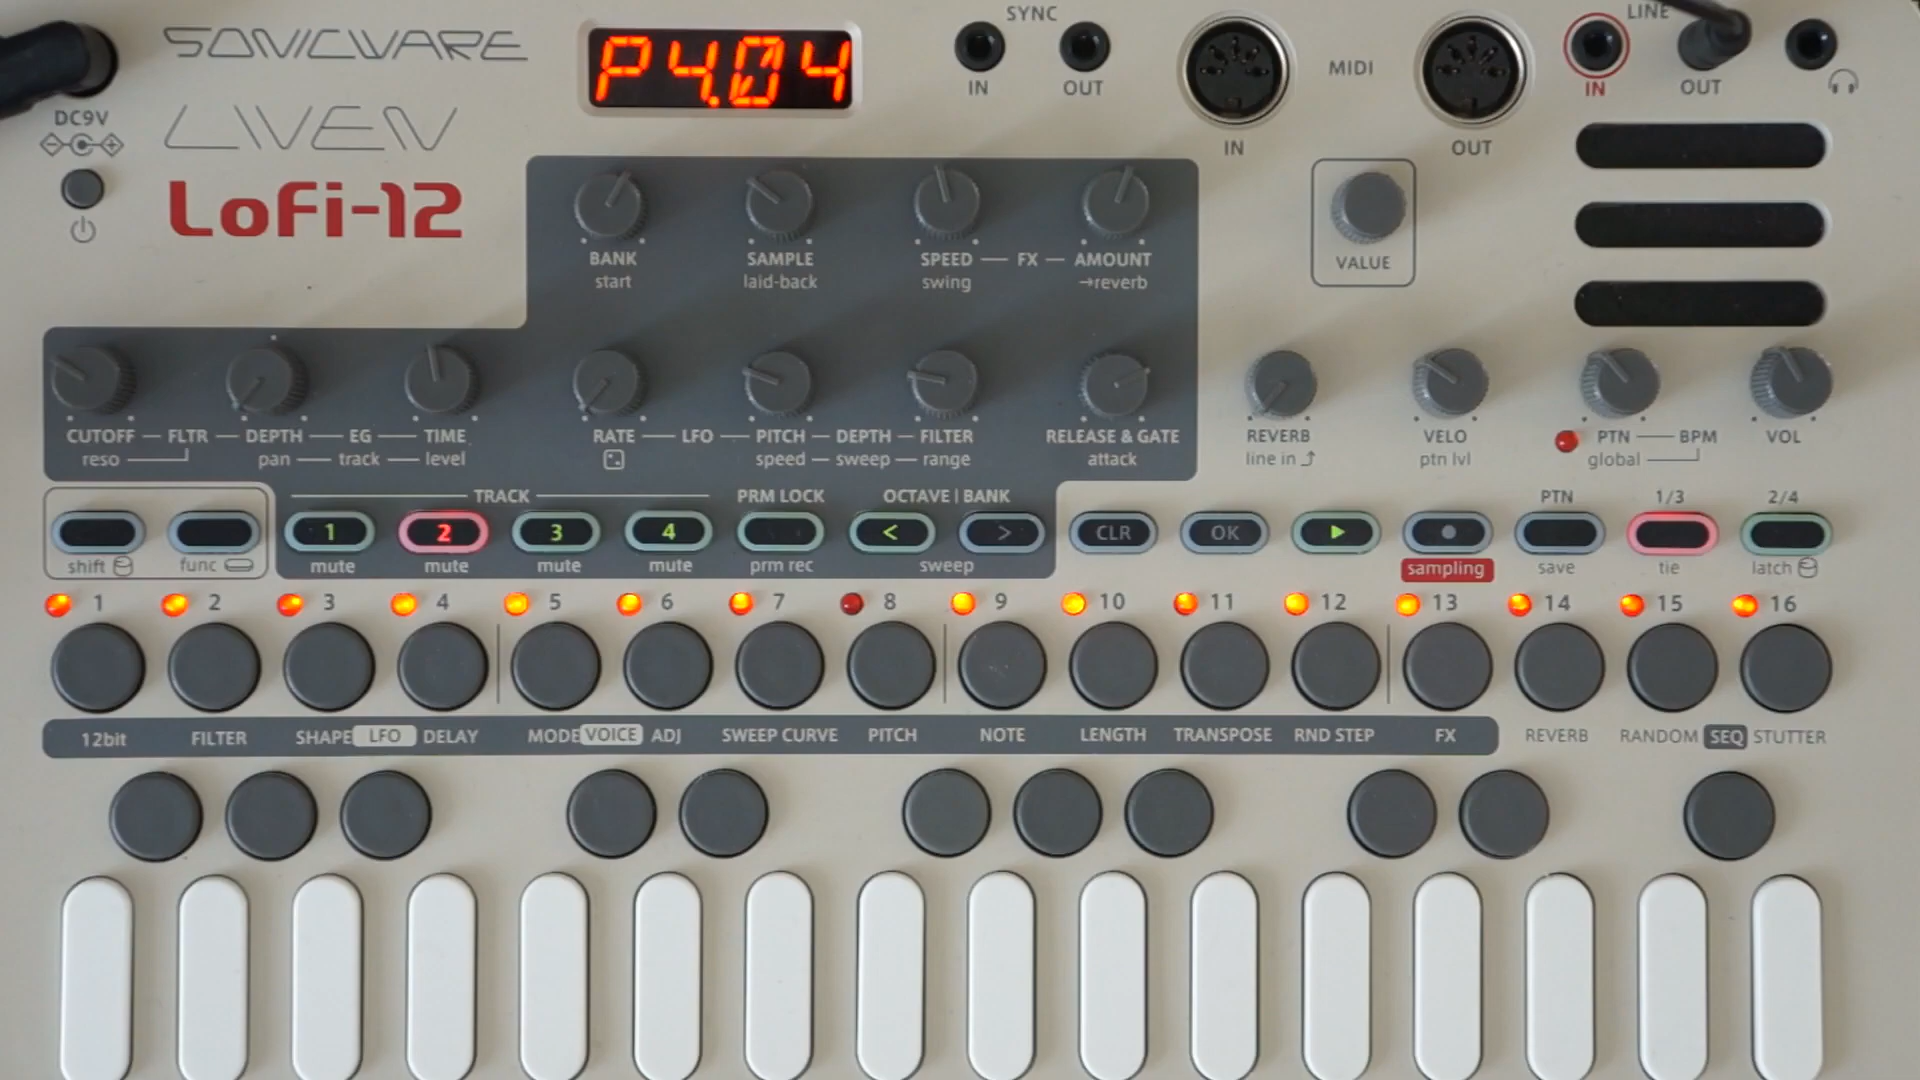 SONICWARE
P4.04
SYNC
IN OUT
MIDI
IN OUT
LINE
IN OUT
DC9V
LIVEN
LoFi-12
BANK SAMPLE SPEED FX AMOUNT
start laid-back swing →reverb
VALUE
CUTOFF FLTR DEPTH EG TIME RATE LFO PITCH DEPTH FILTER RELEASE & GATE REVERB VELO PTN BPM VOL
reso pan track level speed sweep range attack line in ptn lvl global
TRACK PRM LOCK OCTAVE | BANK PTN 1/3 2/4
1 2 3 4 < > CLR OK
shift func mute mute mute mute prm rec sweep sampling save tie latch
1 2 3 4 5 6 7 8 9 10 11 12 13 14 15 16
12bit FILTER SHAPE LFO DELAY MODE VOICE ADJ SWEEP CURVE PITCH NOTE LENGTH TRANSPOSE RND STEP FX REVERB RANDOM SEQ STUTTER